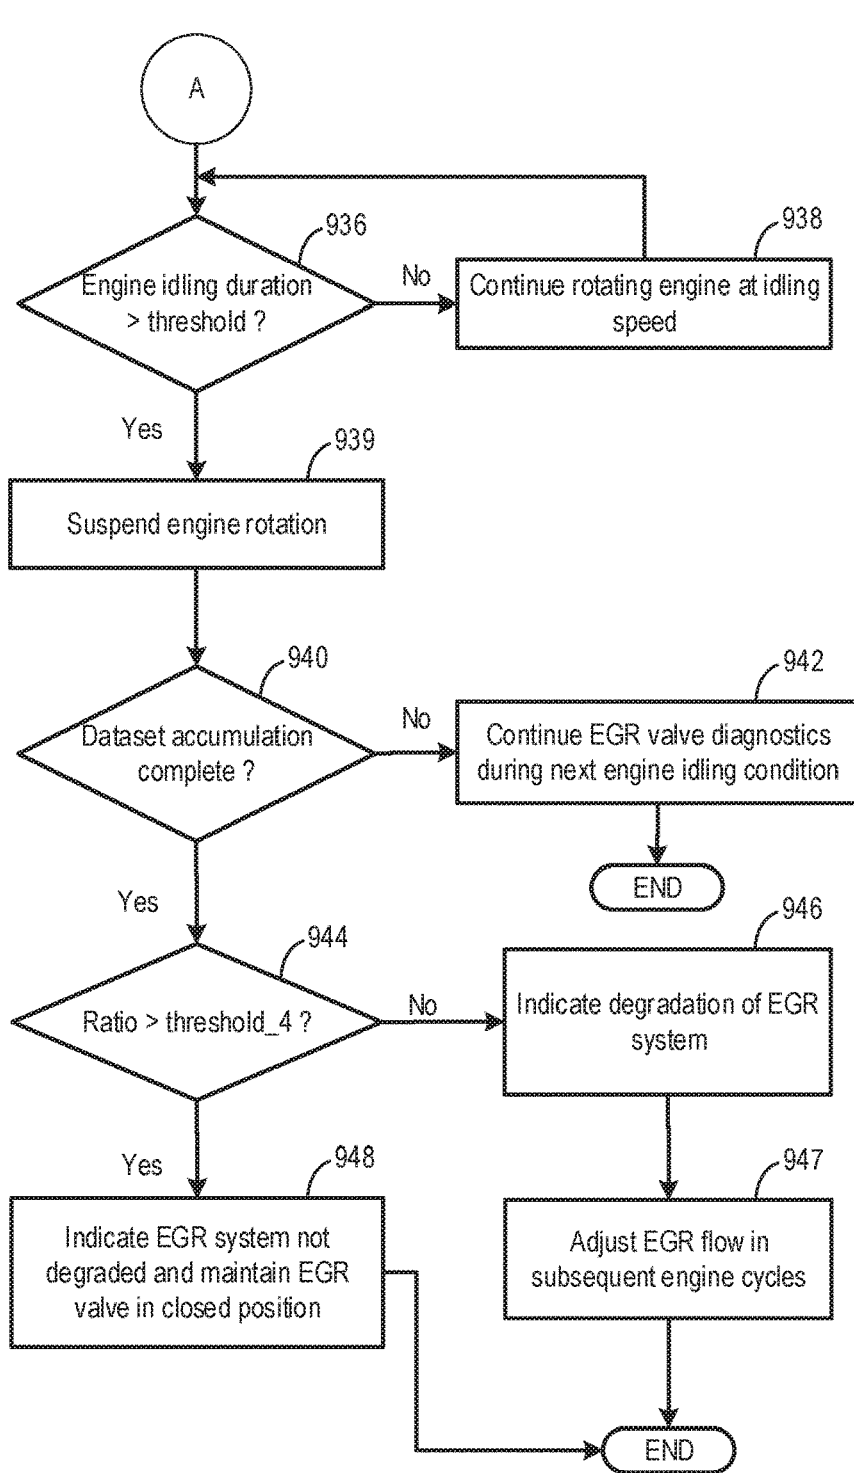 A
936
Engine idling duration
> threshold ?
No
938
Continue rotating engine at idling
speed
Yes
939
Suspend engine rotation
940
Dataset accumulation
complete ?
No
942
Continue EGR valve diagnostics
during next engine idling condition
END
Yes
944
Ratio > threshold_4 ?
No
946
Indicate degradation of EGR
system
Yes
948
Indicate EGR system not
degraded and maintain EGR
valve in closed position
947
Adjust EGR flow in
subsequent engine cycles
END